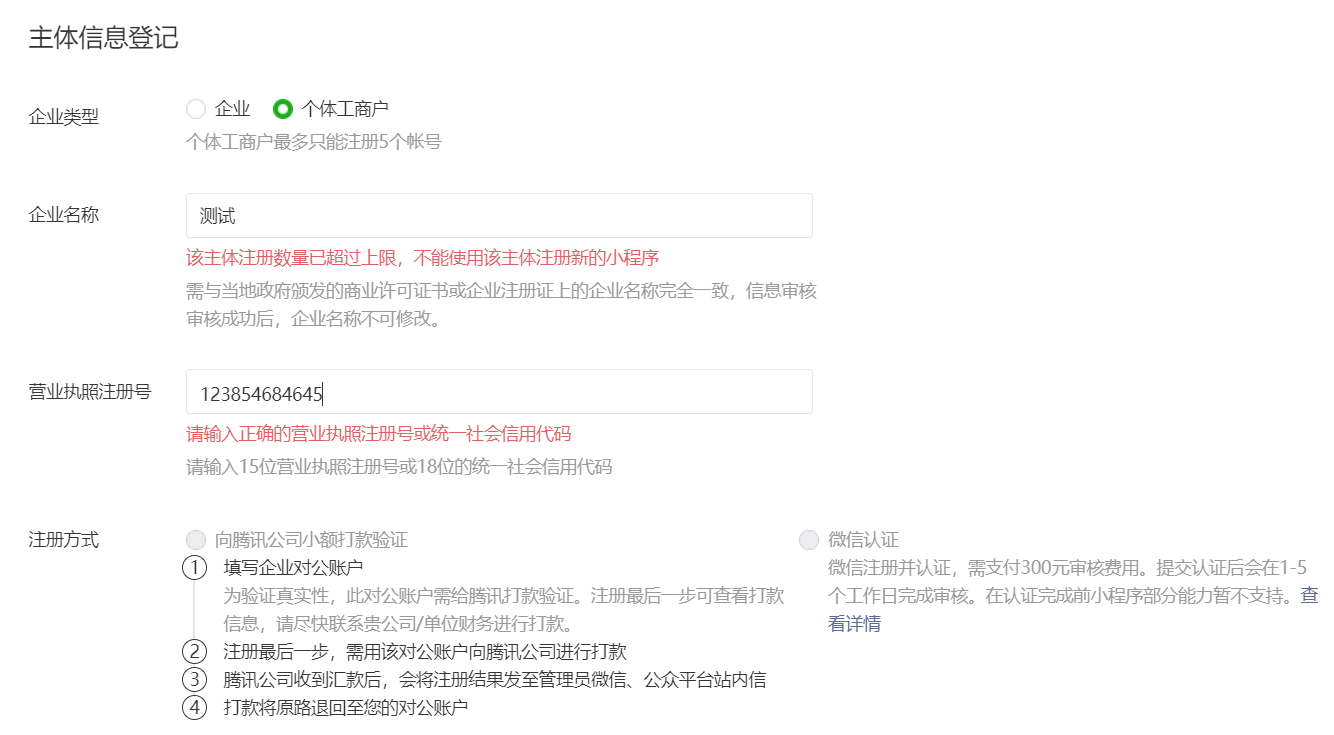 主体信息登记
企业类型
企业 个体工商户
个体工商户最多只能注册5个帐号
企业名称
测试
该主体注册数量已超过上限，不能使用该主体注册新的小程序
需与当地政府颁发的商业许可证书或企业注册证上的企业名称完全一致，信息审核
审核成功后，企业名称不可修改。
营业执照注册号
123854684645
请输入正确的营业执照注册号或统一社会信用代码
请输入15位营业执照注册号或18位的统一社会信用代码
注册方式
向腾讯公司小额打款验证
① 填写企业对公账户
为验证真实性，此对公账户需给腾讯打款验证。注册最后一步可查看打款
信息，请尽快联系贵公司/单位财务进行打款。
② 注册最后一步，需用该对公账户向腾讯公司进行打款
③ 腾讯公司收到汇款后，会将注册结果发至管理员微信、公众平台站内信
④ 打款将原路退回至您的对公账户
微信认证
微信注册并认证，需支付300元审核费用。提交认证后会在1-5
个工作日完成审核。在认证完成前小程序部分能力暂不支持。查
看详情